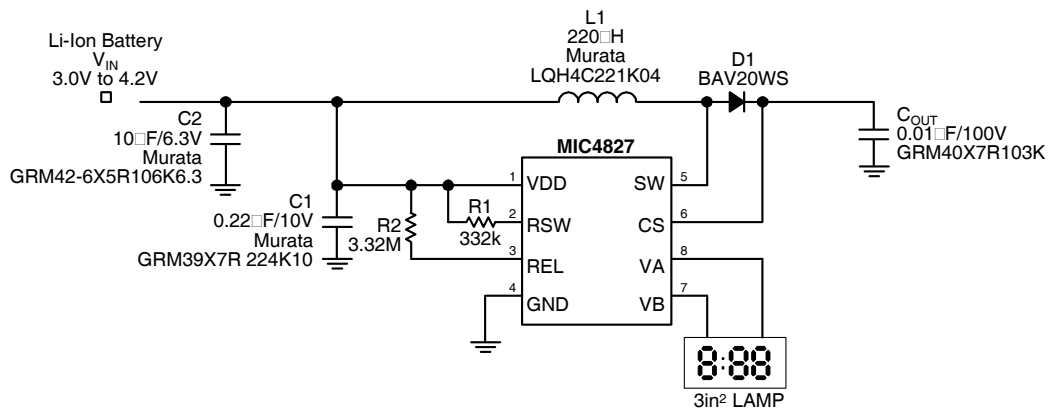 Li-Ion Battery
VIN
3.0V to 4.2V
C2
10□F/6.3V
Murata
GRM42-6X5R106K6.3
C1
0.22□F/10V
Murata
GRM39X7R 224K10
R2
3.32M
R1
332k
L1
220□H
Murata
LQH4C221K04
D1
BAV20WS
COUT
0.01□F/100V
GRM40X7R103K
MIC4827
1 VDD SW 5
2 RSW CS 6
3 REL VA 8
4 GND VB 7
8:88
3in² LAMP